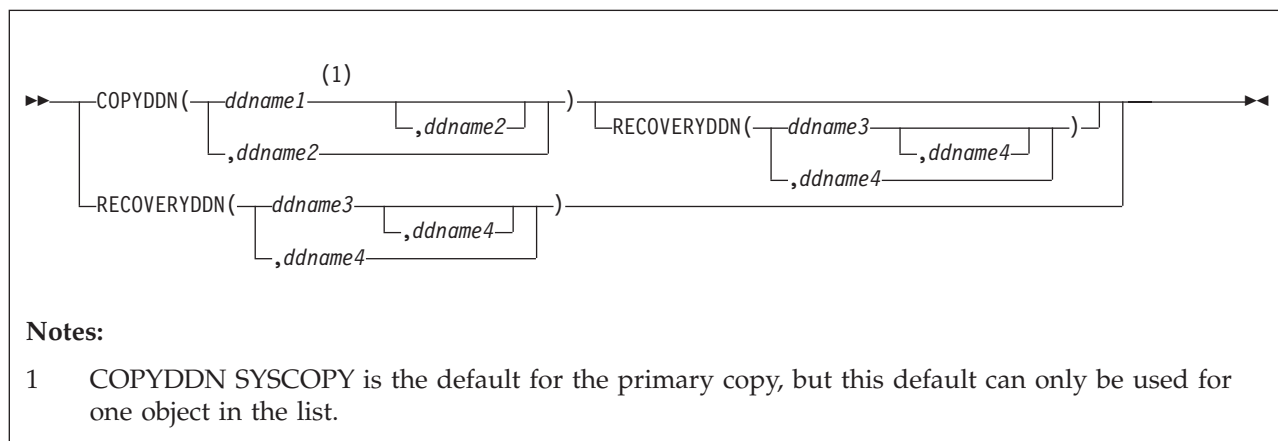 (1)
COPYDDN( ddname1 )
,ddname2
,ddname2
RECOVERYDDN( ddname3 )
,ddname4
,ddname4
RECOVERYDDN( ddname3 )
,ddname4
,ddname4
Notes:
1 COPYDDN SYSCOPY is the default for the primary copy, but this default can only be used for
one object in the list.